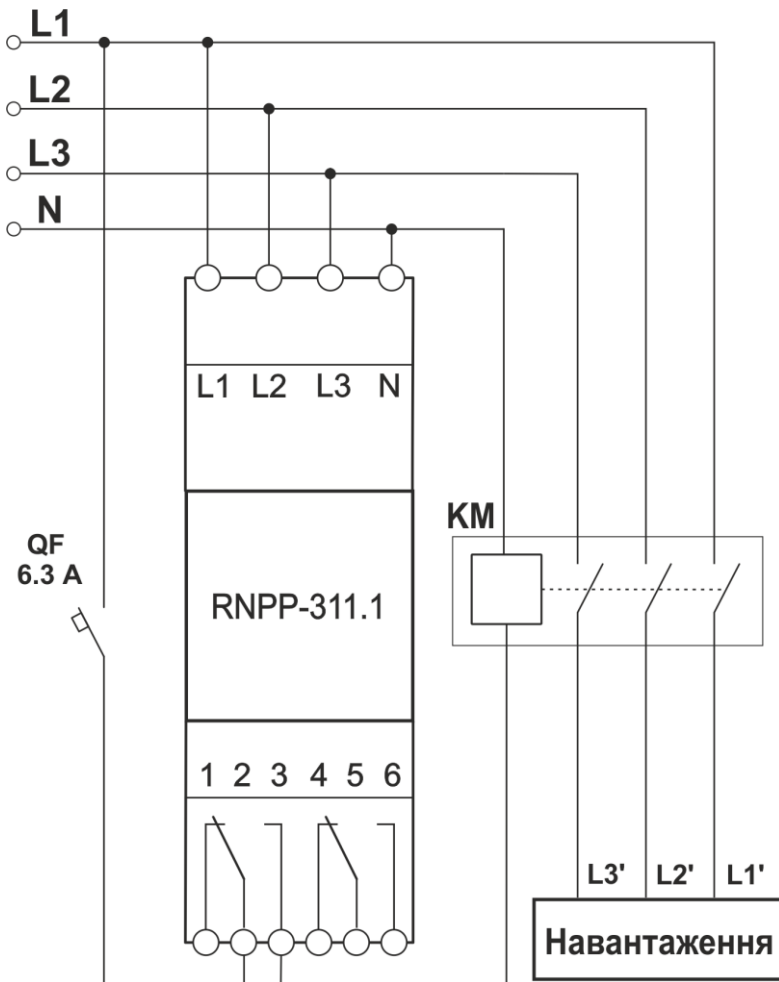 L1
L2
L3
N
L1 L2 L3 N
KM
QF
6.3 A
RNPP-311.1
1 2 3 4 5 6
L3' L2' L1'
Навантаження